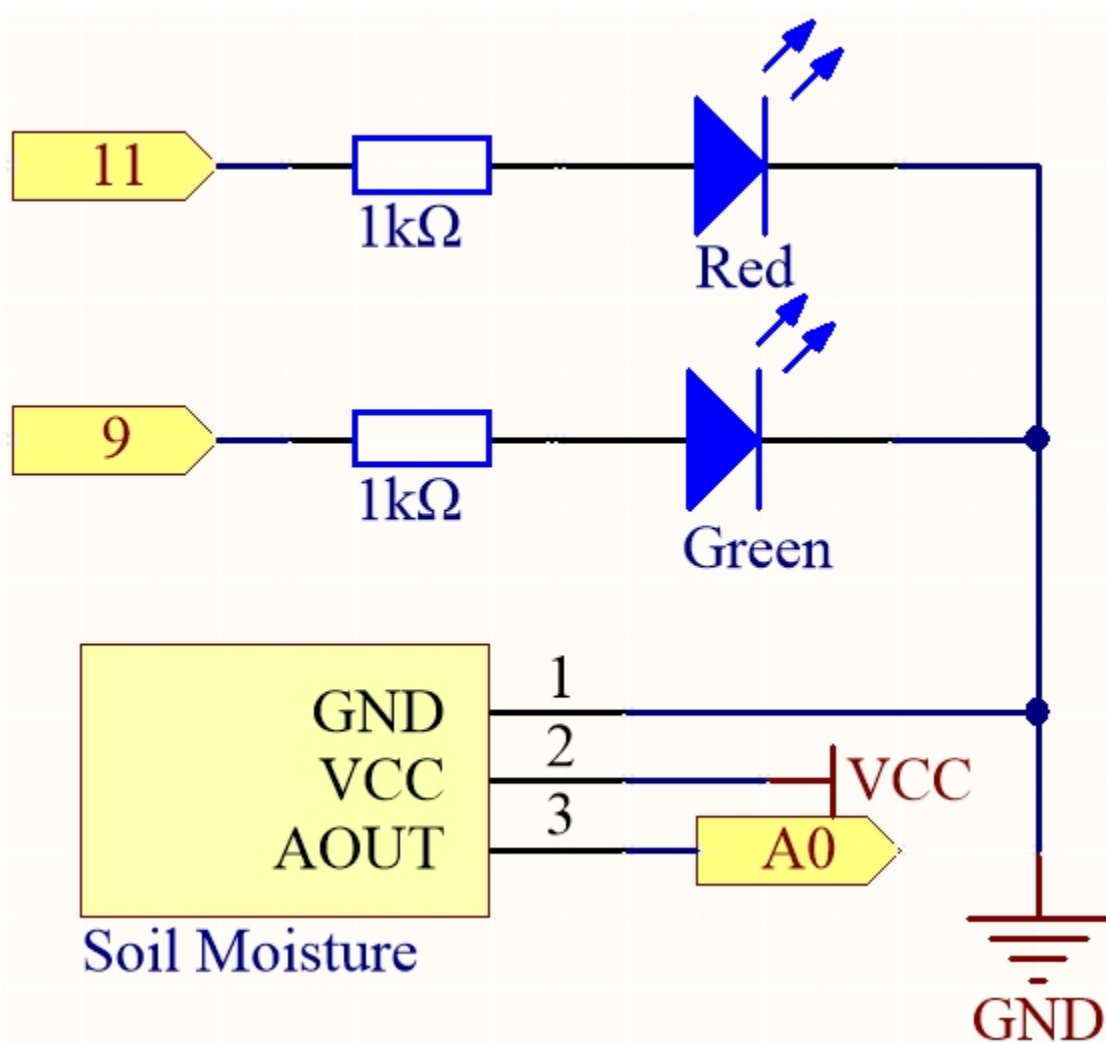 11
1kΩ
Red
9
1kΩ
Green
GND 1
VCC 2 VCC
AOUT 3 A0
Soil Moisture
GND